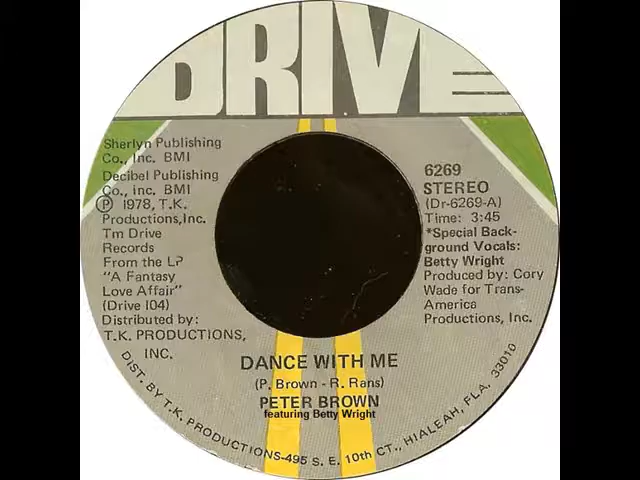 DRIVE
Sherlyn Publishing
Co., Inc. BMI
Decibel Publishing
Co., Inc. BMI
Ⓟ 1978, T.K.
Productions,Inc.
Tm Drive
Records
From the LP
"A Fantasy
Love Affair"
(Drive 104)
Distributed by:
T.K. PRODUCTIONS,
INC.
6269
STEREO
(Dr-6269-A)
Time: 3:45
*Special Back-
ground Vocals:
Betty Wright
Produced by: Cory
Wade for Trans-
America
Productions, Inc.
DANCE WITH ME
(P. Brown - R. Rans)
PETER BROWN
featuring Betty Wright
DIST. BY T.K. PRODUCTIONS-495 S. E. 10th CT., HIALEAH, FLA, 33010